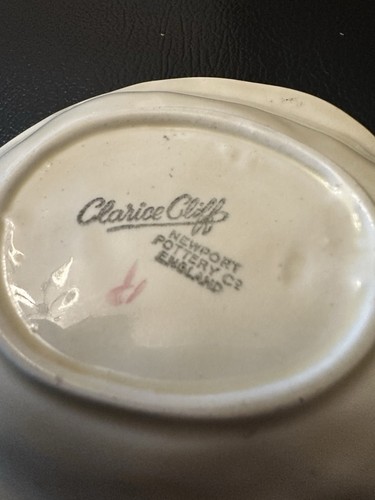 Clarice Cliff
NEWPORT
POTTERY Co
ENGLAND